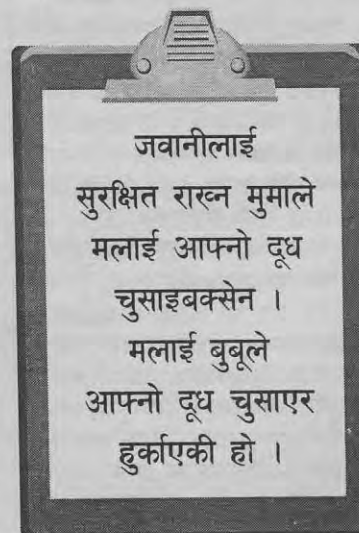 जवानीलाई
सुरक्षित राख्न मुमाले
मलाई आफ्नो दूध
चुसाइबक्सेन ।
मलाई बुबूले
आफ्नो दूध चुसाएर
हुर्काएकी हो ।